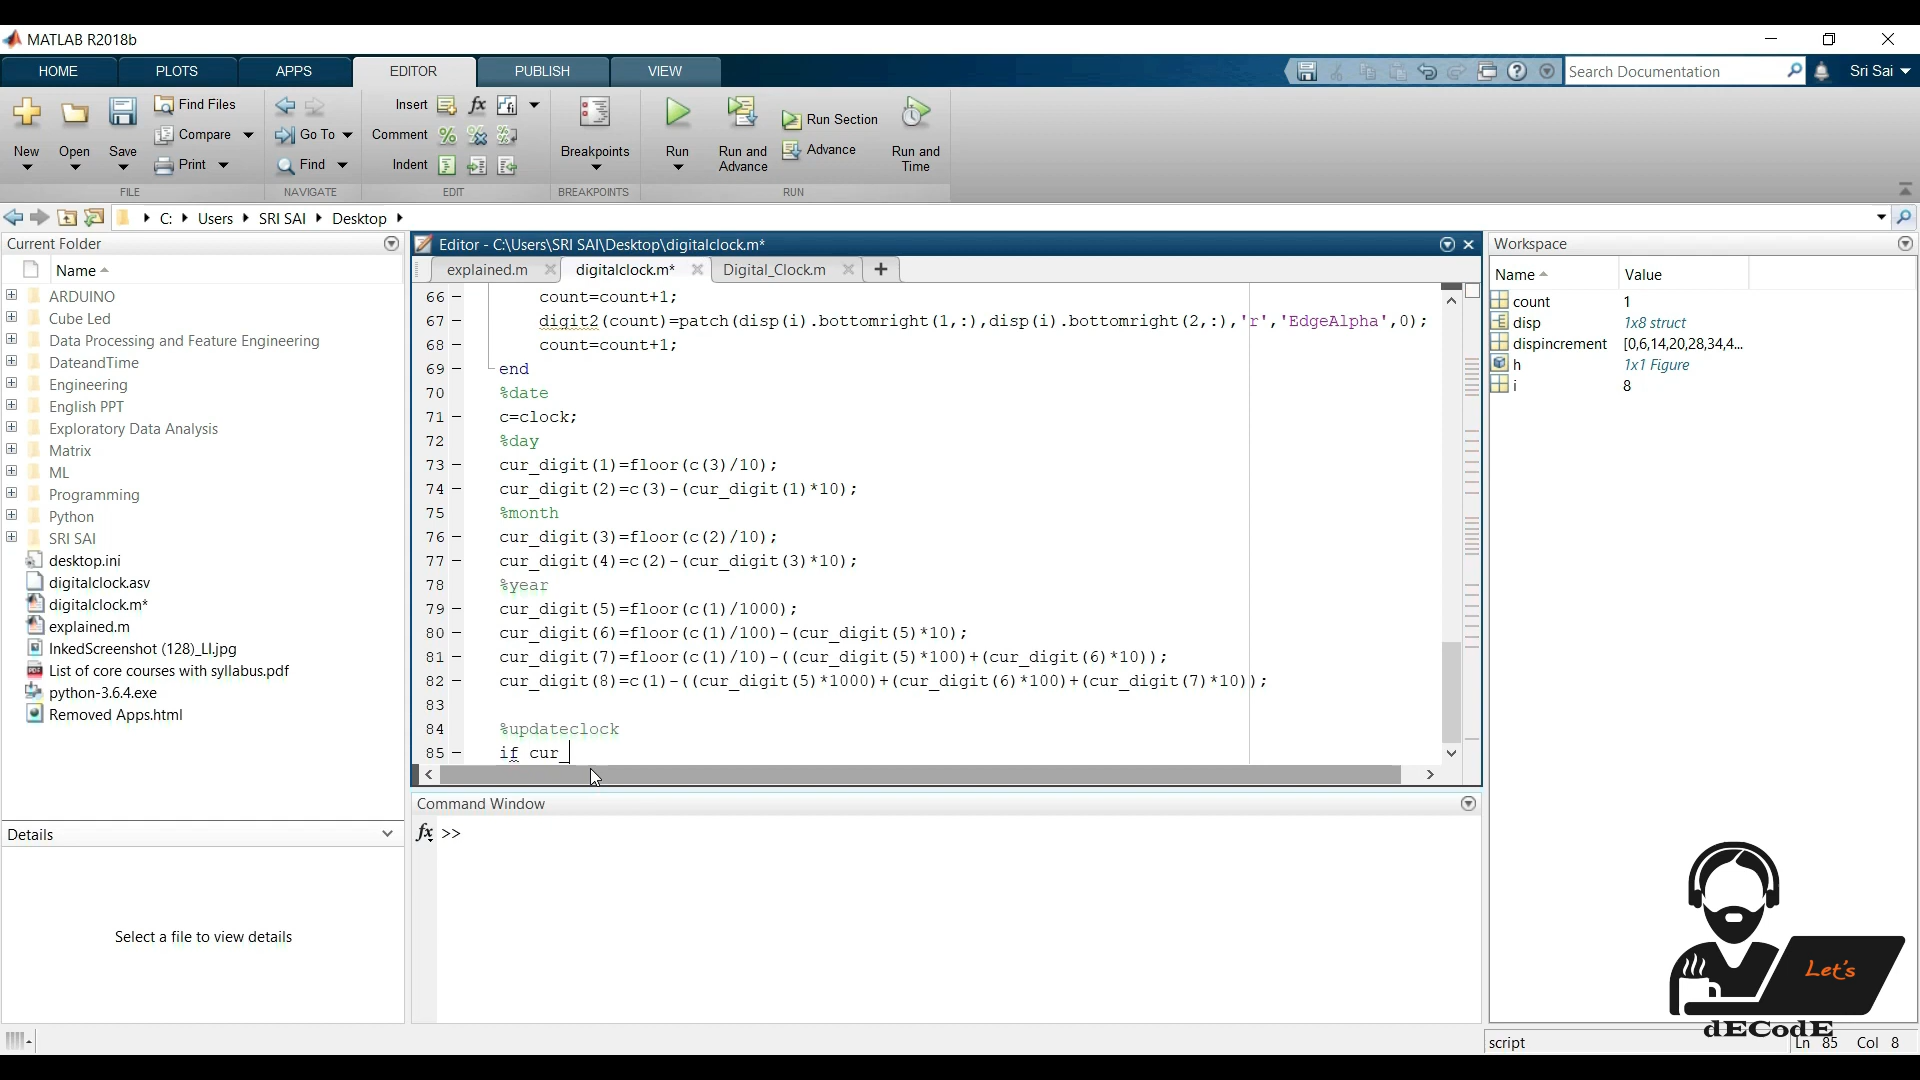 MATLAB R2018b
HOME PLOTS APPS EDITOR PUBLISH VIEW
Search Documentation
Sri Sai
New
Open
Save
Find Files
Compare
Print
FILE
Go To
Find
NAVIGATE
Insert fx
Comment
Indent
EDIT
Breakpoints
BREAKPOINTS
Run
Run and Advance
Run Section
Advance
Run and Time
RUN
C: Users SRI SAI Desktop
Current Folder
Name
ARDUINO
Cube Led
Data Processing and Feature Engineering
DateandTime
Engineering
English PPT
Exploratory Data Analysis
Matrix
ML
Programming
Python
SRI SAI
desktop.ini
digitalclock.asv
digitalclock.m*
explained.m
InkedScreenshot (128)_LI.jpg
List of core courses with syllabus.pdf
python-3.6.4.exe
Removed Apps.html
Details
Select a file to view details
Editor - C:\Users\SRI SAI\Desktop\digitalclock.m*
explained.m digitalclock.m* Digital_Clock.m
66 - count=count+1;
67 - digit2(count)=patch(disp(i).bottomright(1,:),disp(i).bottomright(2,:),'r','EdgeAlpha',0);
68 - count=count+1;
69 - end
70 %date
71 - c=clock;
72 %day
73 - cur_digit(1)=floor(c(3)/10);
74 - cur_digit(2)=c(3)-(cur_digit(1)*10);
75 %month
76 - cur_digit(3)=floor(c(2)/10);
77 - cur_digit(4)=c(2)-(cur_digit(3)*10);
78 %year
79 - cur_digit(5)=floor(c(1)/1000);
80 - cur_digit(6)=floor(c(1)/100)-(cur_digit(5)*10);
81 - cur_digit(7)=floor(c(1)/10)-((cur_digit(5)*100)+(cur_digit(6)*10));
82 - cur_digit(8)=c(1)-((cur_digit(5)*1000)+(cur_digit(6)*100)+(cur_digit(7)*10));
83
84 %updateclock
85 - if cur_
Command Window
fx >>
Workspace
Name Value
count 1
disp 1x8 struct
dispincrement [0,6,14,20,28,34,4...
h 1x1 Figure
i 8
Let's
dECodE
script
Ln 85 Col 8